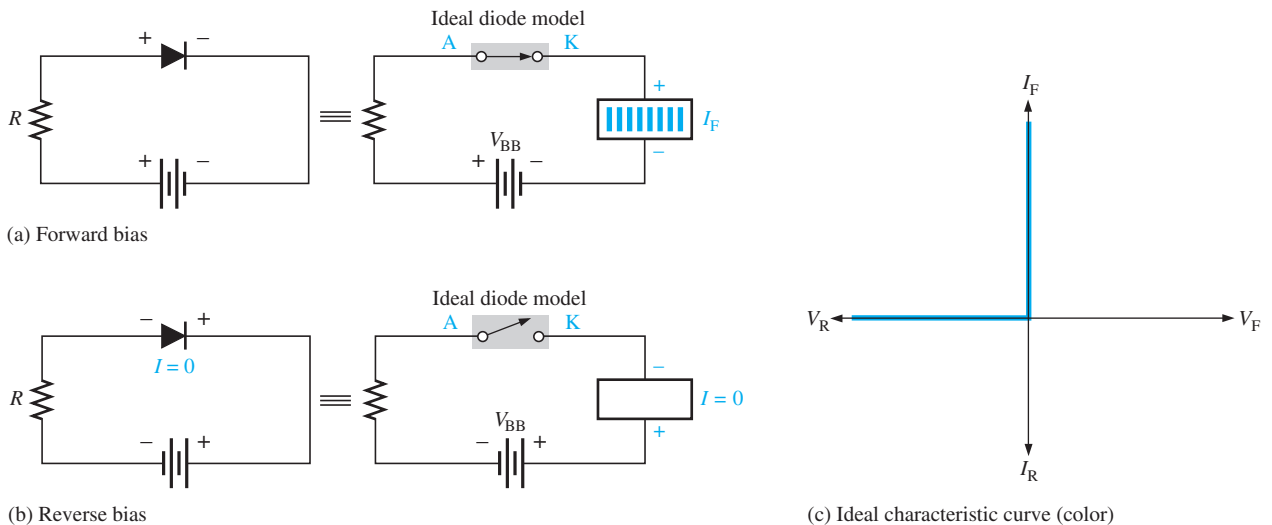 Ideal diode model
A K
+ −
R
+ −
+
I_F
−
V_BB
+ −
(a) Forward bias
Ideal diode model
A K
− +
I = 0
R
− +
−
I = 0
+
V_BB
− +
(b) Reverse bias
I_F
V_R V_F
I_R
(c) Ideal characteristic curve (color)